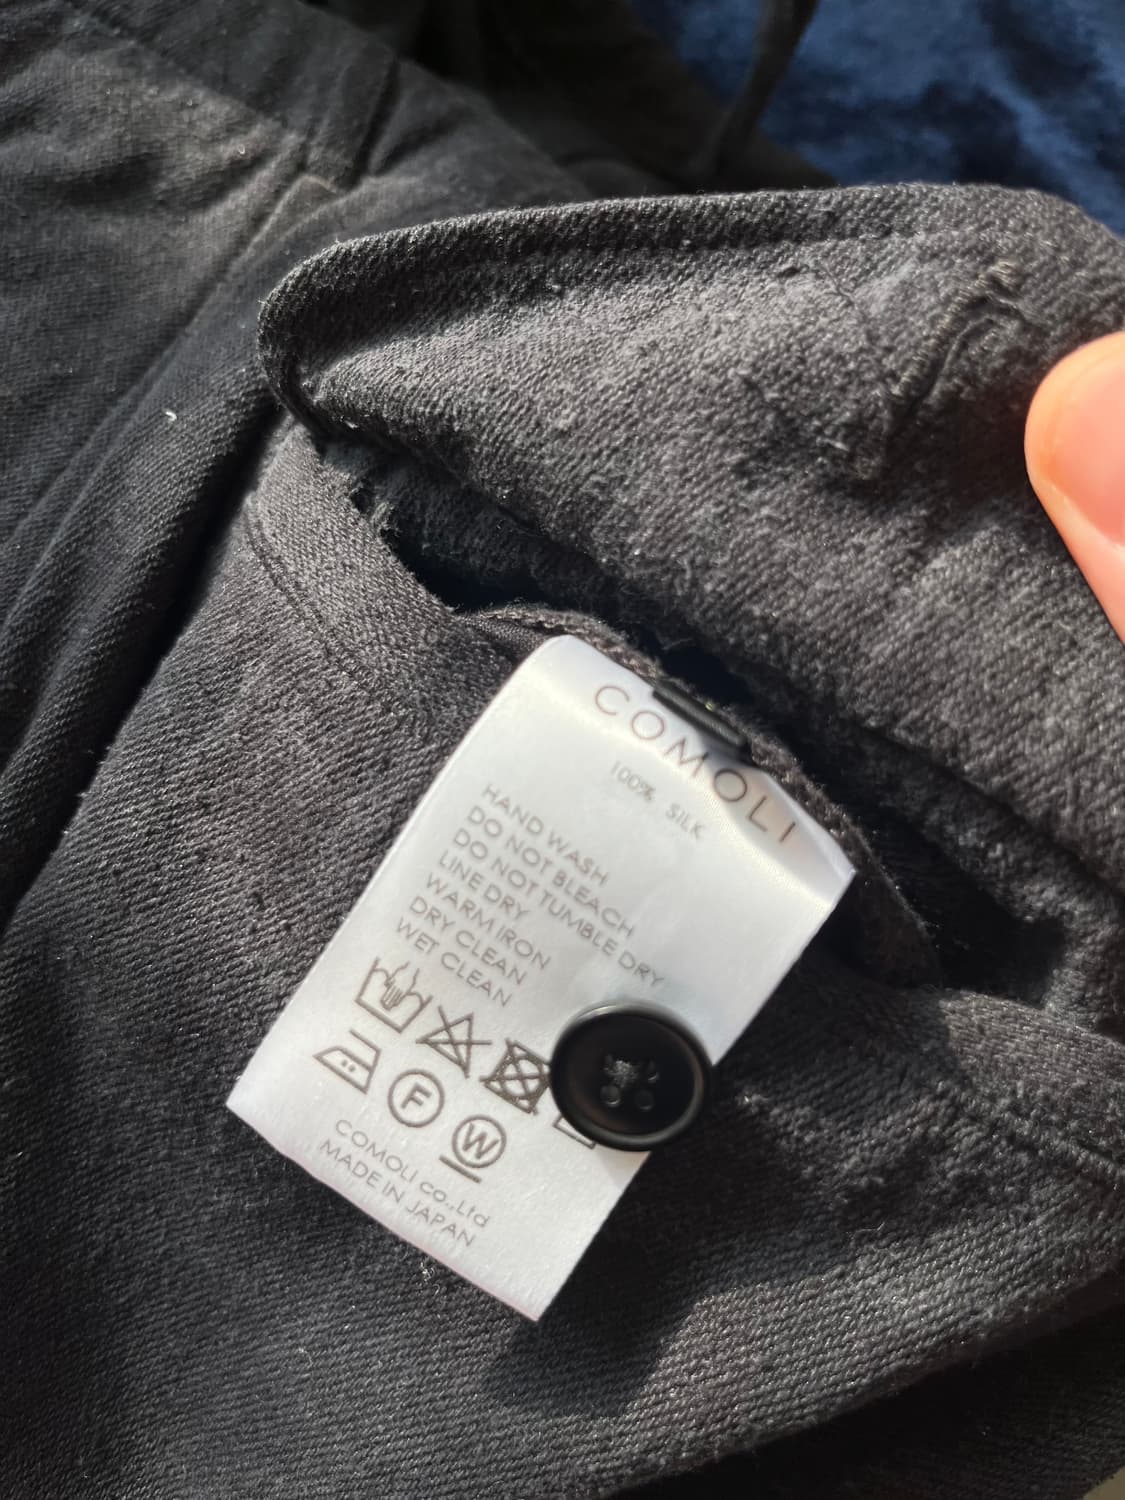 COMOLI
100% SILK
HAND WASH
DO NOT BLEACH
DO NOT TUMBLE DRY
LINE DRY
WARM IRON
DRY CLEAN
WET CLEAN
F
W
COMOLI co.,Ltd
MADE IN JAPAN